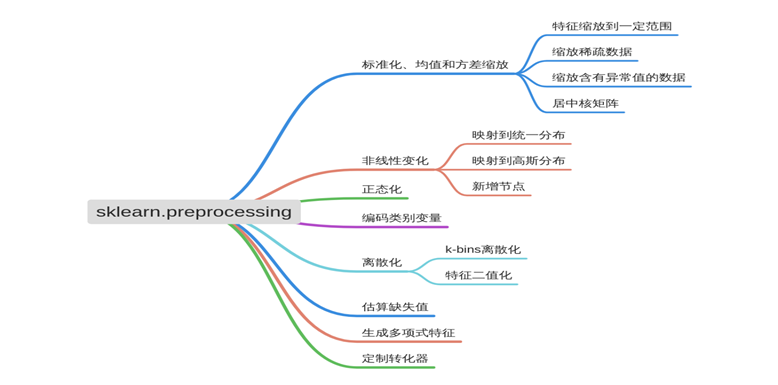 特征缩放到一定范围
缩放稀疏数据
标准化、均值和方差缩放
缩放含有异常值的数据
居中核矩阵
映射到统一分布
非线性变化
映射到高斯分布
正态化
新增节点
sklearn.preprocessing
编码类别变量
k-bins离散化
离散化
特征二值化
估算缺失值
生成多项式特征
定制转化器